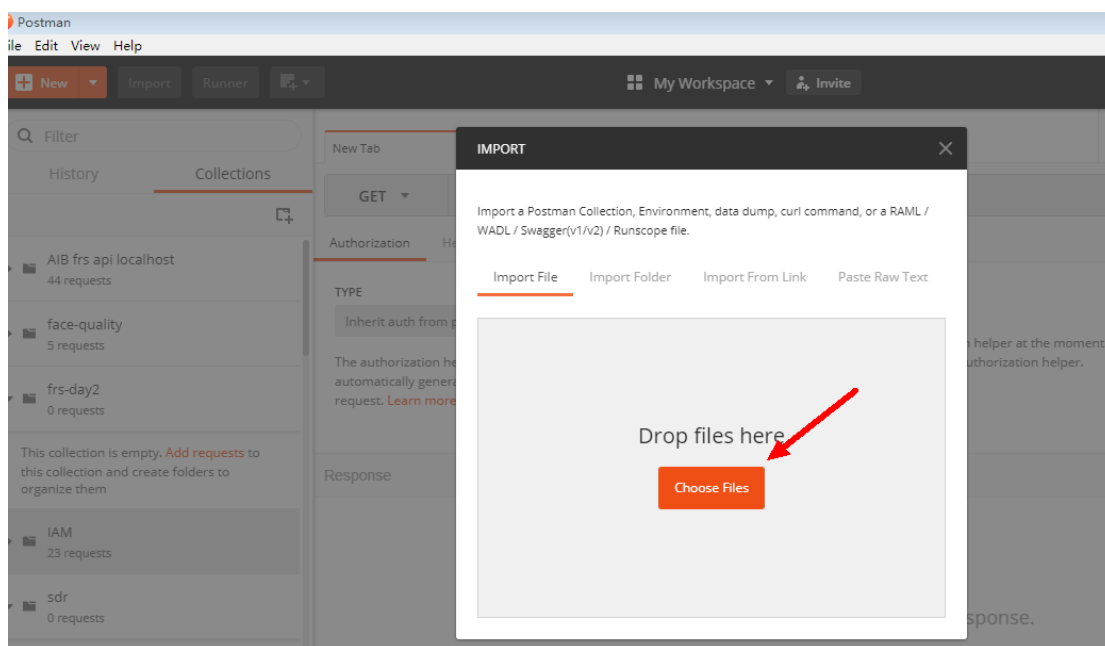 Postman
ile Edit View Help
New Import Runner My Workspace Invite
Filter
History Collections
New Tab
GET
Authorization He
TYPE
Inherit auth from p
The authorization he
automatically genera
request. Learn more
Response
AIB frs api localhost
44 requests
face-quality
5 requests
frs-day2
0 requests
This collection is empty. Add requests to
this collection and create folders to
organize them
IAM
23 requests
sdr
0 requests
IMPORT
Import a Postman Collection, Environment, data dump, curl command, or a RAML /
WADL / Swagger(v1/v2) / Runscope file.
Import File Import Folder Import From Link Paste Raw Text
Drop files here
Choose Files
n helper at the moment
uthorization helper.
sponse.